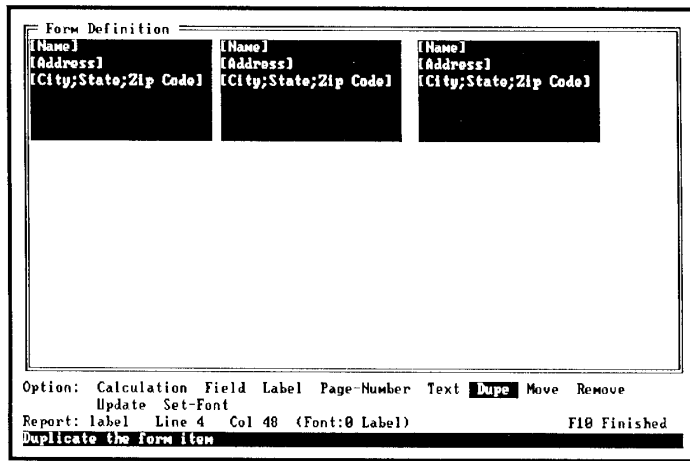 Form Definition
[Name] [Name] [Name]
[Address] [Address] [Address]
[City;State;Zip Code] [City;State;Zip Code] [City;State;Zip Code]
Option: Calculation Field Label Page-Number Text Dupe Move Remove
Update Set-Font
Report: label Line 4 Col 48 (Font:0 Label) F10 Finished
Duplicate the form item